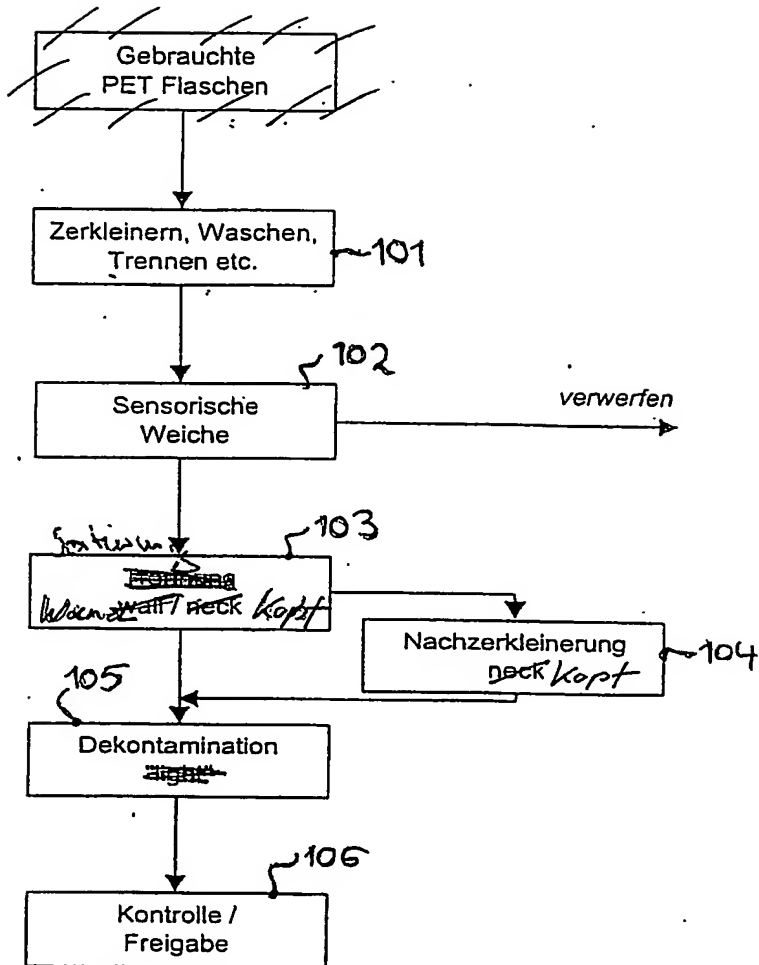 Gebrauchte
PET Flaschen
Zerkleinern, Waschen,
Trennen etc.
101
102
Sensorische
Weiche
verwerfen
103
wall / neck Kopf
Nachzerkleinerung
neck Kopf
104
105
Dekontamination
106
Kontrolle /
Freigabe